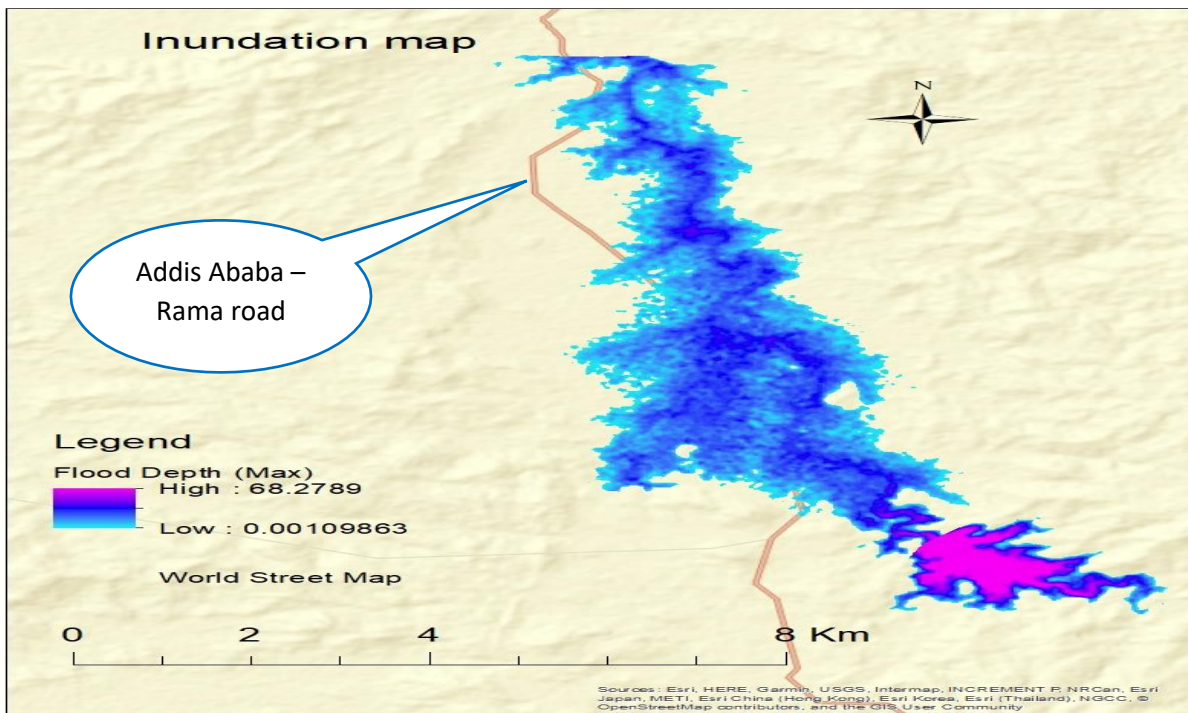 Inundation map
N
Addis Ababa –
Rama road
Legend
Flood Depth (Max)
High : 68.2789
Low : 0.00109863
World Street Map
0 2 4 8 Km
Sources: Esri, HERE, Garmin, USGS, Intermap, INCREMENT P, NRCan, Esri
Japan, METI, Esri China (Hong Kong), Esri Korea, Esri (Thailand), NGCC, ©
OpenStreetMap contributors, and the GIS User Community